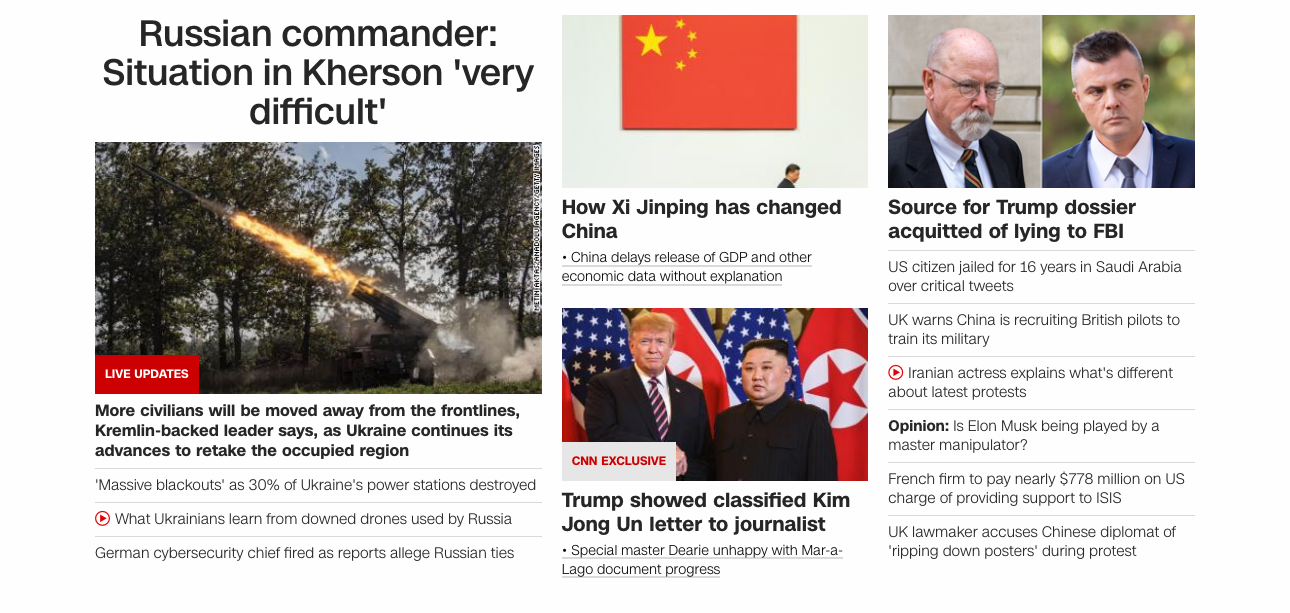 Russian commander:
Situation in Kherson 'very
difficult'
METIN AKTAS/ANADOLU AGENCY/GETTY IMAGES
LIVE UPDATES
More civilians will be moved away from the frontlines,
Kremlin-backed leader says, as Ukraine continues its
advances to retake the occupied region
'Massive blackouts' as 30% of Ukraine's power stations destroyed
What Ukrainians learn from downed drones used by Russia
German cybersecurity chief fired as reports allege Russian ties
How Xi Jinping has changed
China
• China delays release of GDP and other
economic data without explanation
CNN EXCLUSIVE
Trump showed classified Kim
Jong Un letter to journalist
• Special master Dearie unhappy with Mar-a-
Lago document progress
Source for Trump dossier
acquitted of lying to FBI
US citizen jailed for 16 years in Saudi Arabia
over critical tweets
UK warns China is recruiting British pilots to
train its military
Iranian actress explains what's different
about latest protests
Opinion: Is Elon Musk being played by a
master manipulator?
French firm to pay nearly $778 million on US
charge of providing support to ISIS
UK lawmaker accuses Chinese diplomat of
'ripping down posters' during protest